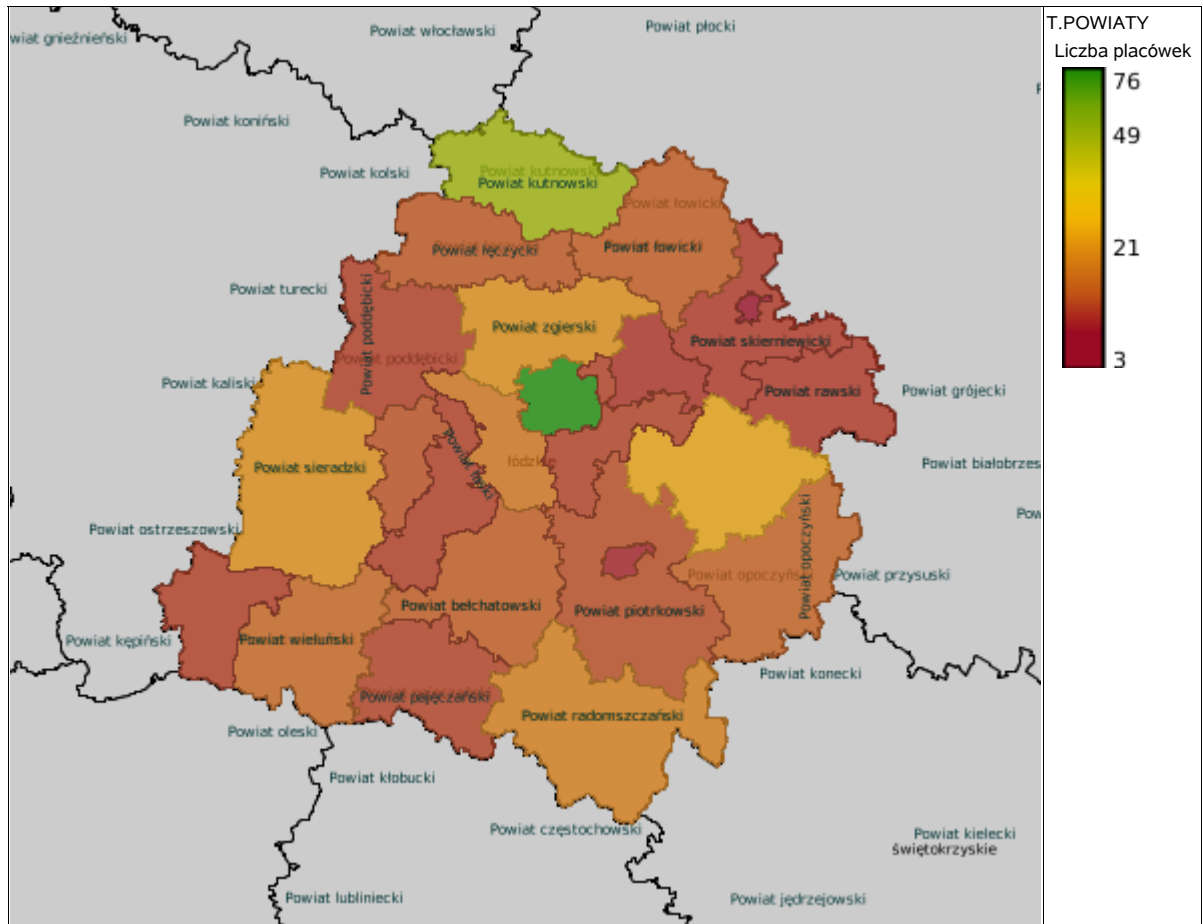 wiat gnieźnieński
Powiat włocławski
Powiat płocki
T.POWIATY
Liczba placówek
76
Powiat koniński
49
Powiat kolski
Powiat kutnowski
Powiat kutnowski
Powiat łowicki
Powiat łęczycki
Powiat łowicki
21
Powiat turecki
Powiat poddębicki
Powiat zgierski
Powiat skierniewicki
Powiat poddębicki
3
Powiat kaliski
Powiat rawski
Powiat grójecki
Powiat sieradzki
Powiat łaski
Powiat białobrzes
Pow
Powiat ostrzeszowski
Powiat opoczyński
Powiat opoczyń
Powiat przysuski
Powiat bełchatowski
Powiat piotrkowski
Powiat kępiński
Powiat wieluński
Powiat konecki
Powiat pajęczański
Powiat radomszczański
Powiat oleski
Powiat kłobucki
Powiat częstochowski
Powiat kielecki
świętokrzyskie
Powiat lubliniecki
Powiat jędrzejowski